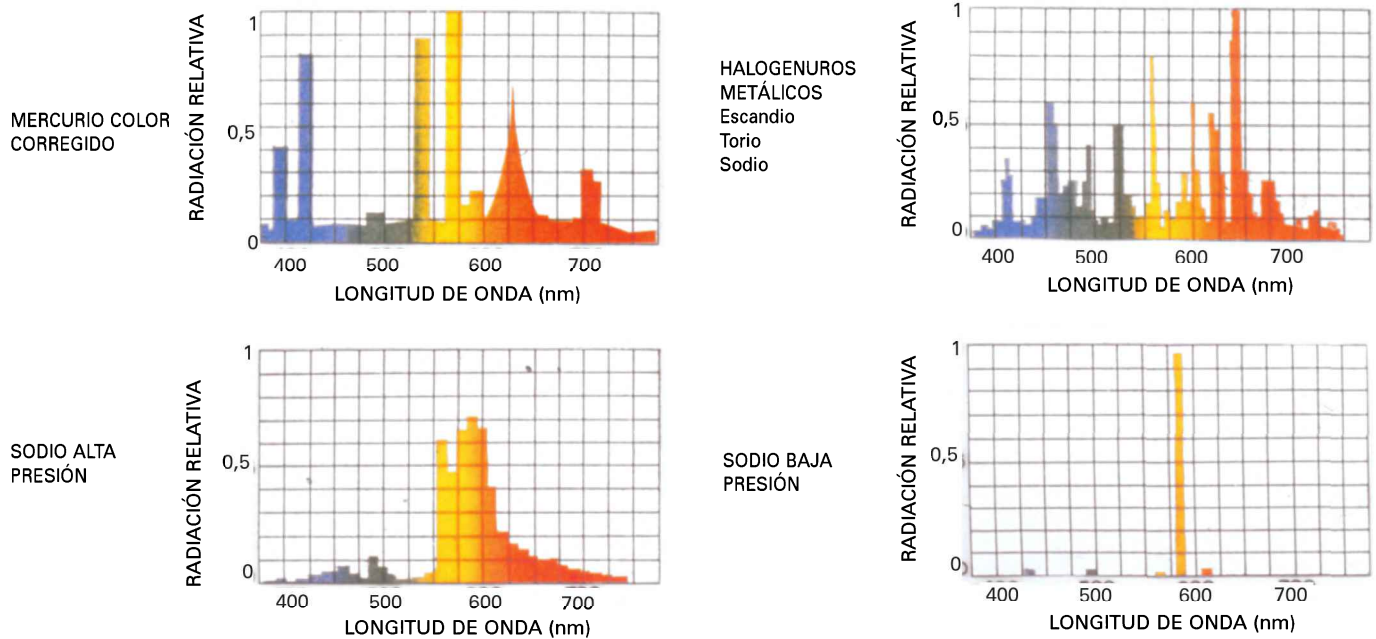 MERCURIO COLOR
CORREGIDO
RADIACIÓN RELATIVA
1
0,5
0
400 500 600 700
LONGITUD DE ONDA (nm)
HALOGENUROS
METÁLICOS
Escandio
Torio
Sodio
RADIACIÓN RELATIVA
1
0,5
0
400 500 600 700
LONGITUD DE ONDA (nm)
SODIO ALTA
PRESIÓN
RADIACIÓN RELATIVA
1
0,5
0
400 500 600 700
LONGITUD DE ONDA (nm)
SODIO BAJA
PRESIÓN
RADIACIÓN RELATIVA
1
0,5
0
400 500 600 700
LONGITUD DE ONDA (nm)